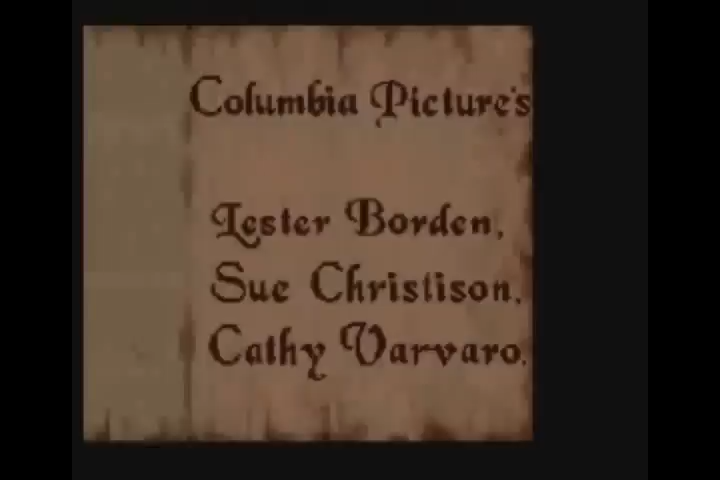 Columbia Picture's
Lester Borden,
Sue Christison,
Cathy Varvaro.